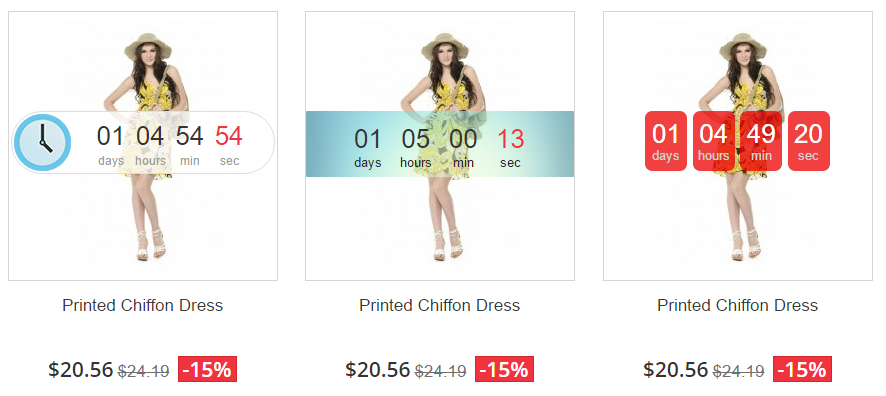 01 04 54 54
days hours min sec
01 05 00 13
days hours min sec
01 04 49 20
days hours min sec
Printed Chiffon Dress
Printed Chiffon Dress
Printed Chiffon Dress
$20.56 $24.19 -15%
$20.56 $24.19 -15%
$20.56 $24.19 -15%